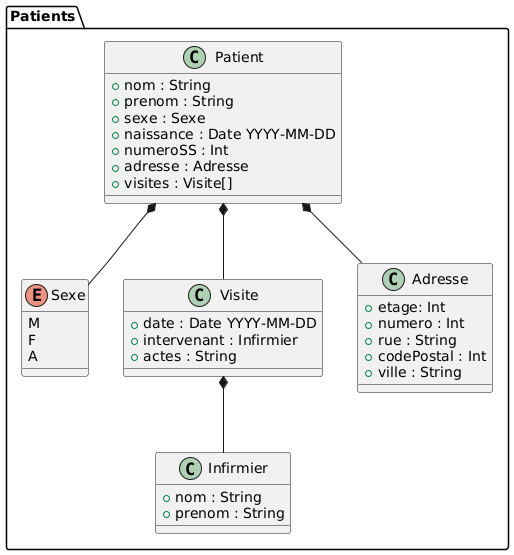 Patients
C Patient
+ nom : String
+ prenom : String
+ sexe : Sexe
+ naissance : Date YYYY-MM-DD
+ numeroSS : Int
+ adresse : Adresse
+ visites : Visite[]
E Sexe
M
F
A
C Visite
+ date : Date YYYY-MM-DD
+ intervenant : Infirmier
+ actes : String
C Adresse
+ etage: Int
+ numero : Int
+ rue : String
+ codePostal : Int
+ ville : String
C Infirmier
+ nom : String
+ prenom : String